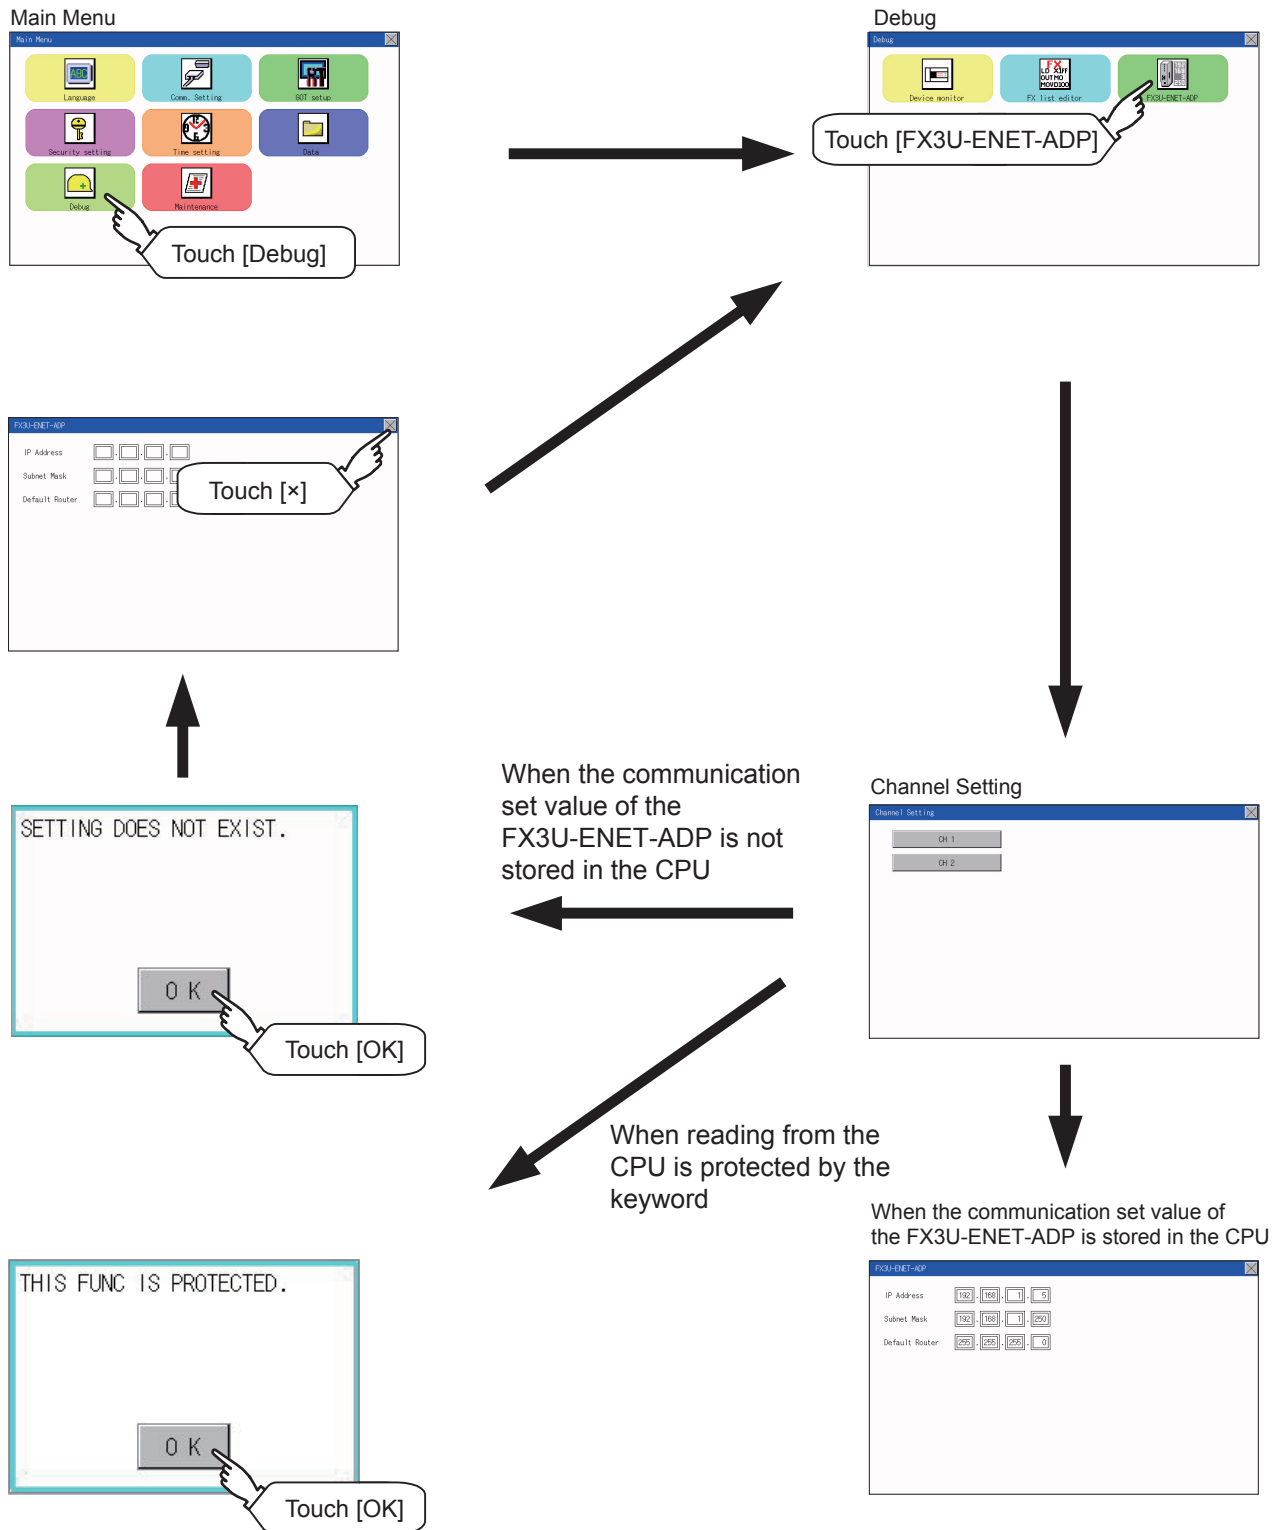 Main Menu
Main Menu
Language
Comm. Setting
GOT setup
Security setting
Time setting
Data
Debug
Maintenance
Touch [Debug]
Debug
Debug
Device monitor
FX list editor
FX3U-ENET-ADP
Touch [FX3U-ENET-ADP]
FX3U-ENET-ADP
IP Address
Subnet Mask
Default Router
Touch [×]
SETTING DOES NOT EXIST.
OK
Touch [OK]
When the communication
set value of the
FX3U-ENET-ADP is not
stored in the CPU
Channel Setting
Channel Setting
CH 1
CH 2
When reading from the
CPU is protected by the
keyword
THIS FUNC IS PROTECTED.
OK
Touch [OK]
When the communication set value of
the FX3U-ENET-ADP is stored in the CPU
FX3U-ENET-ADP
IP Address 192 . 168 . 1 . 5
Subnet Mask 192 . 168 . 1 . 250
Default Router 255 . 255 . 255 . 0